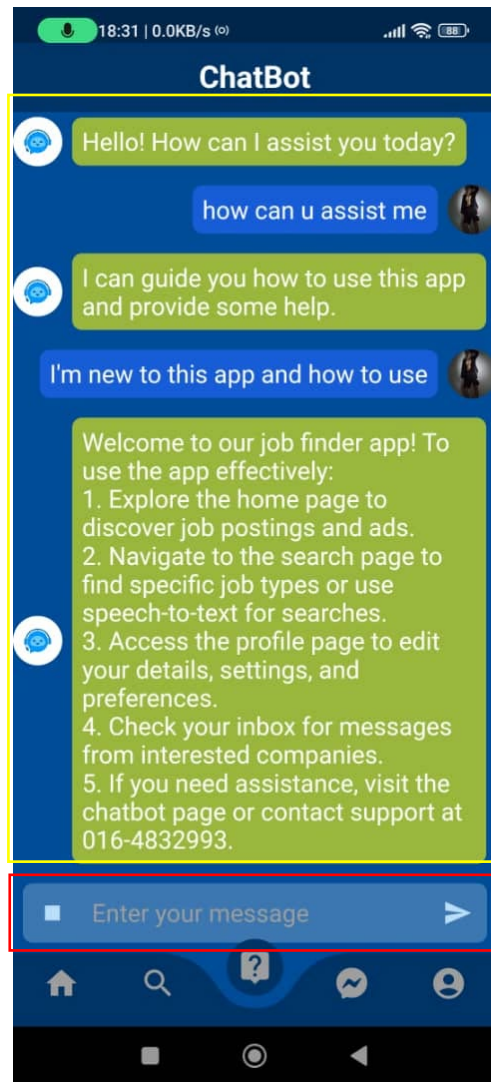 18:31 | 0.0KB/s
88
ChatBot
Hello! How can I assist you today?
how can u assist me
I can guide you how to use this app
and provide some help.
I'm new to this app and how to use
Welcome to our job finder app! To
use the app effectively:
1. Explore the home page to
discover job postings and ads.
2. Navigate to the search page to
find specific job types or use
speech-to-text for searches.
3. Access the profile page to edit
your details, settings, and
preferences.
4. Check your inbox for messages
from interested companies.
5. If you need assistance, visit the
chatbot page or contact support at
016-4832993.
Enter your message
?